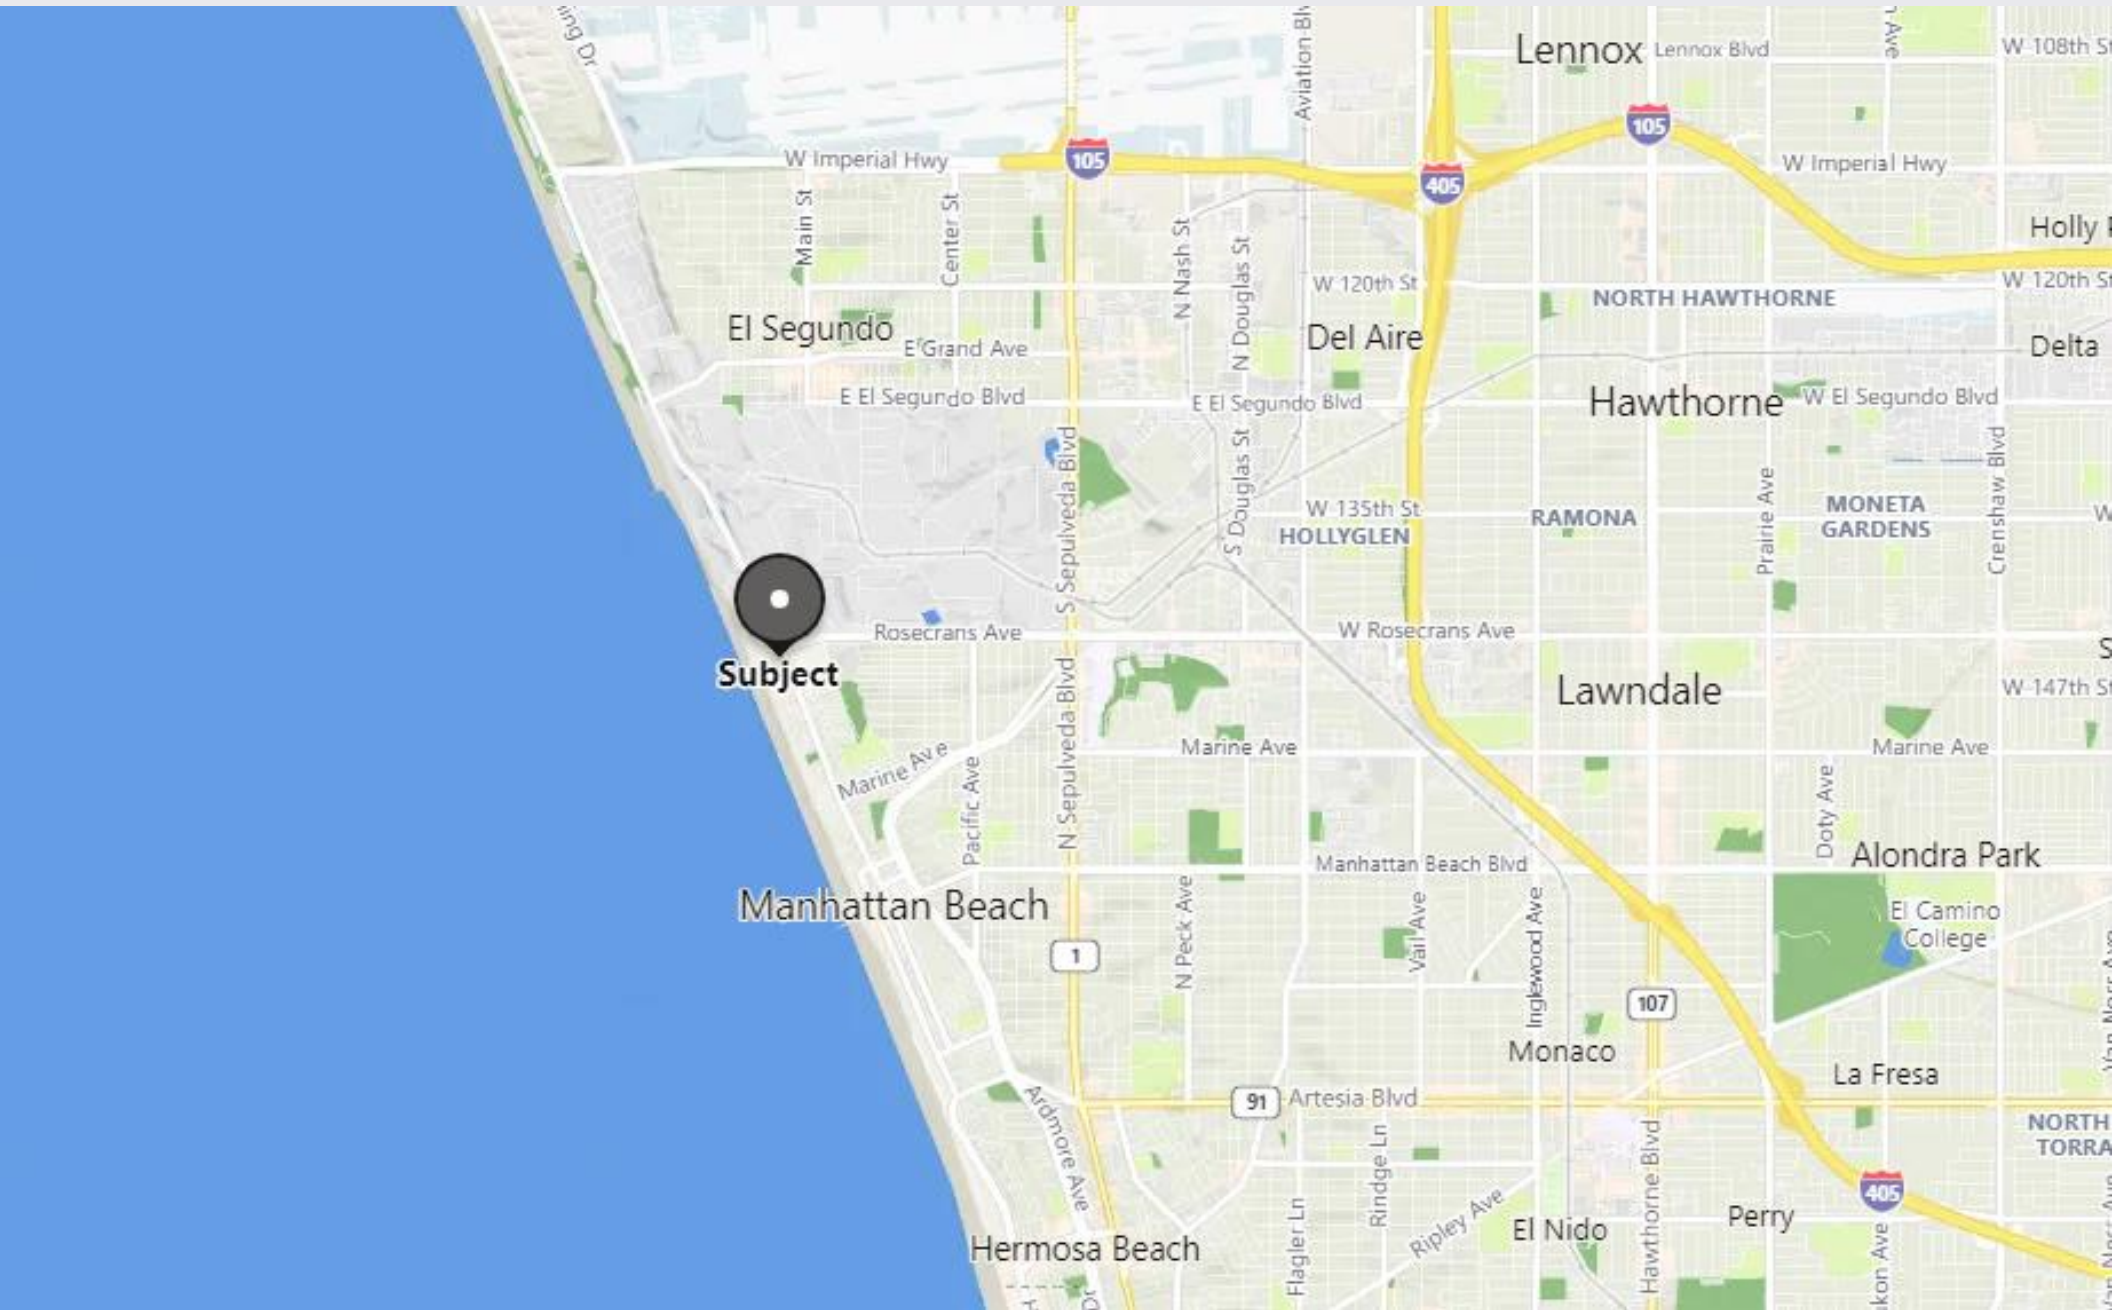 Lennox
Lennox Blvd
W 108th St
Aviation Blv
105
W Imperial Hwy
105
405
W Imperial Hwy
Main St
Center St
N Nash St
N Douglas St
Holly
W 120th St
W 120th St
NORTH HAWTHORNE
El Segundo
Del Aire
E Grand Ave
Delta
E El Segundo Blvd
E El Segundo Blvd
Hawthorne
W El Segundo Blvd
S Sepulveda Blvd
S Douglas St
Prairie Ave
Crenshaw Blvd
W 135th St
HOLLYGLEN
RAMONA
MONETA
GARDENS
Rosecrans Ave
W Rosecrans Ave
Subject
Lawndale
W 147th St
N Sepulveda Blvd
Marine Ave
Marine Ave
Marine Ave
Pacific Ave
Doty Ave
Manhattan Beach Blvd
Alondra Park
Manhattan Beach
N Peck Ave
Vail Ave
Inglewood Ave
El Camino
College
1
107
Monaco
La Fresa
91
Artesia Blvd
Ardmore Ave
NORTH
TORRA
Rindge Ln
Flagler Ln
Ripley Ave
Hawthorne Blvd
405
El Nido
Perry
Hermosa Beach